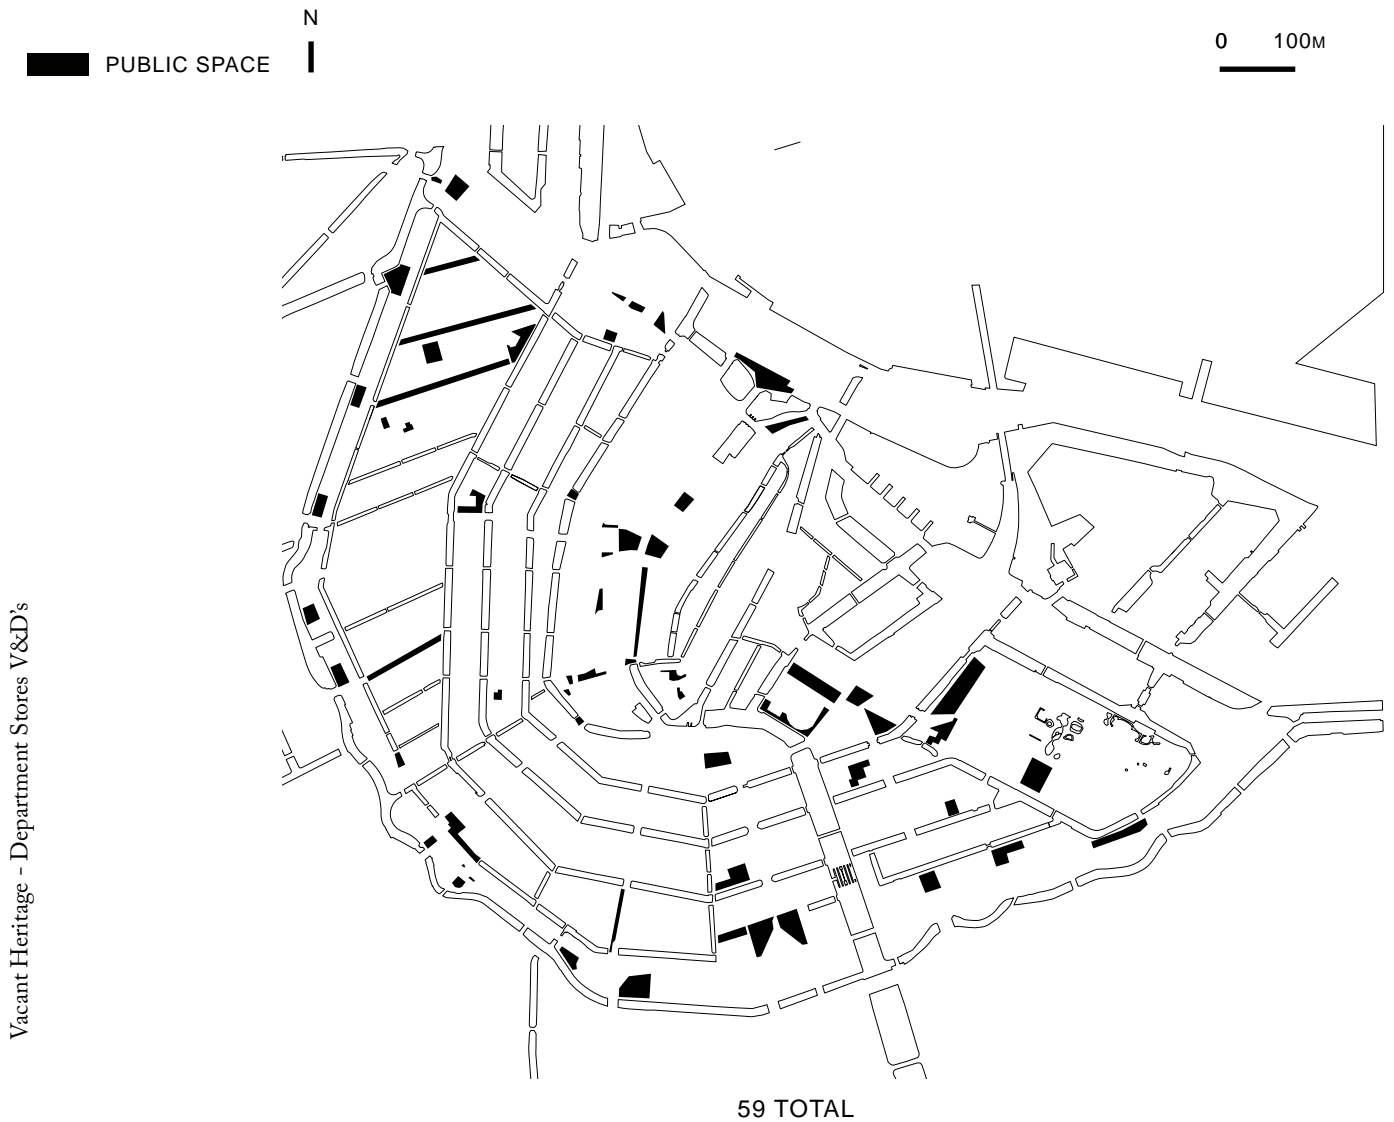 N
PUBLIC SPACE
0 100M
Vacant Heritage - Department Stores V&D's
59 TOTAL